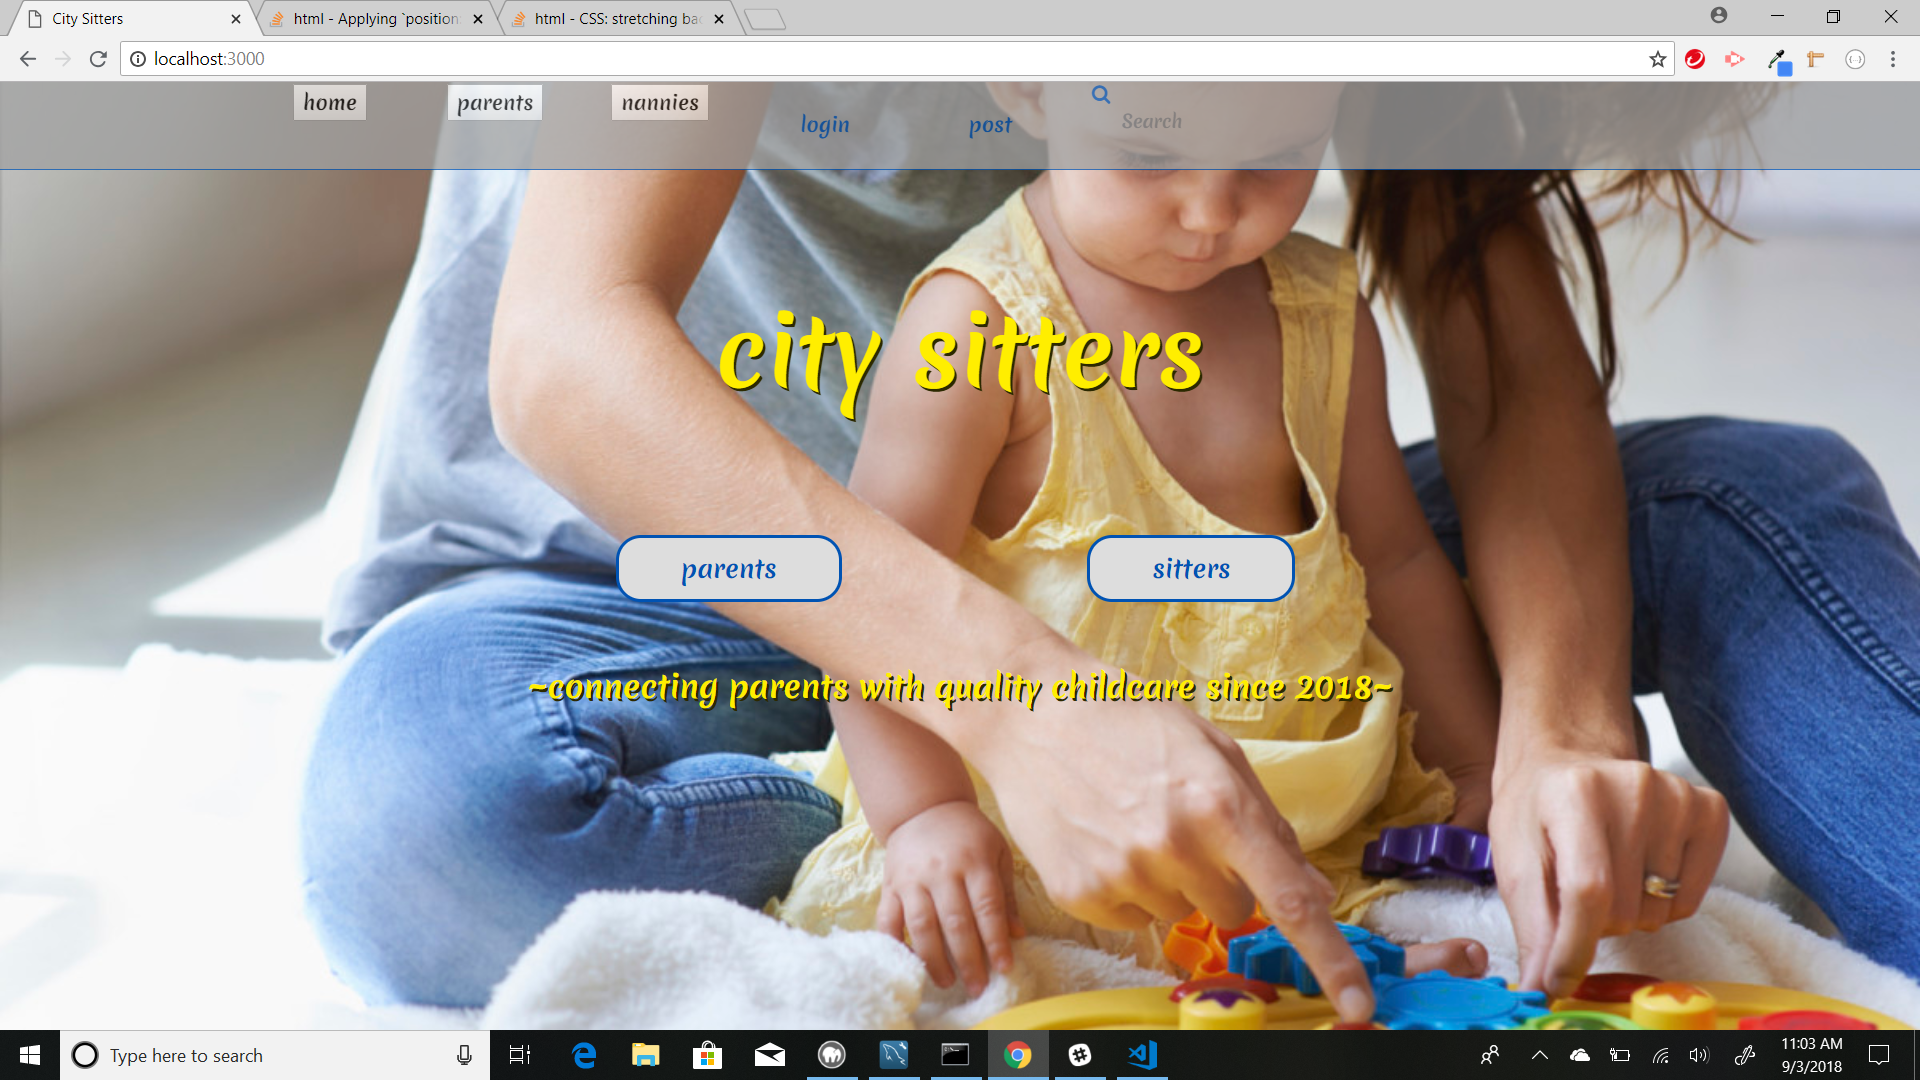 City Sitters
html - Applying `position
html - CSS: stretching bac
localhost:3000
home
parents
nannies
login
post
Search
city sitters
parents
sitters
~connecting parents with quality childcare since 2018~
Type here to search
11:03 AM
9/3/2018